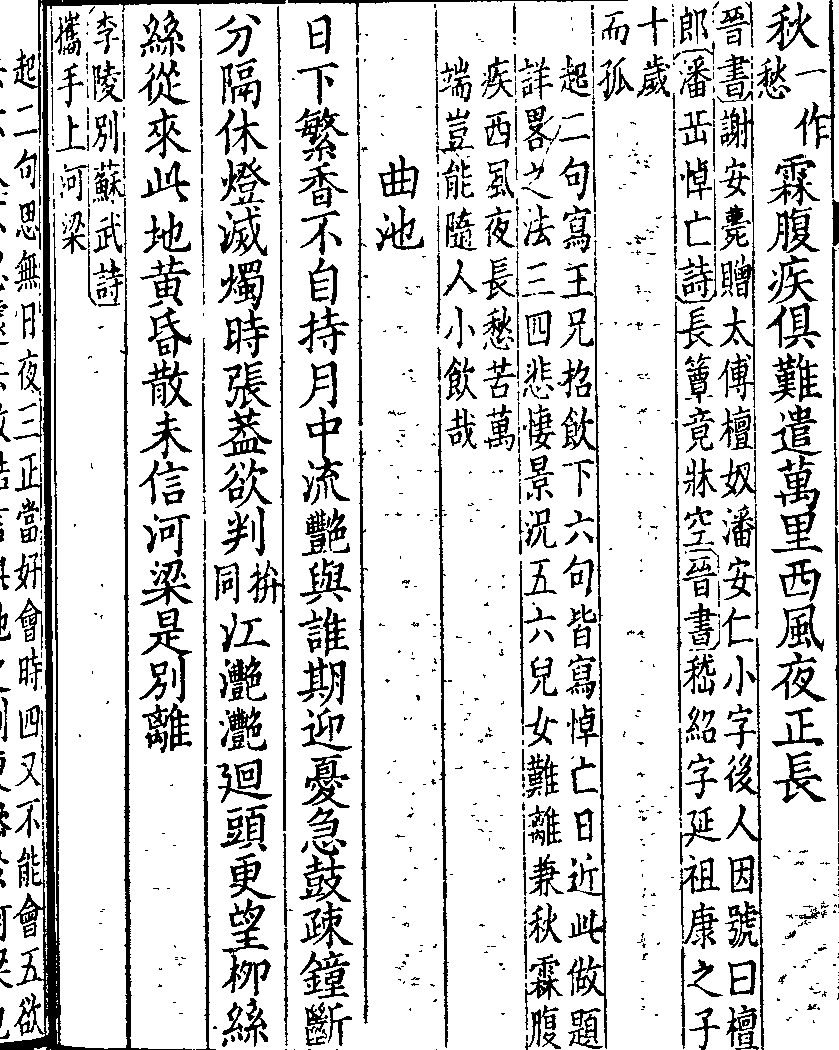 秋一作愁霖腹疾俱難遣萬里西風夜正長
晉書謝安薨贈太傅檀奴潘安仁小字後人因號曰檀
郎潘岳悼亡詩長簟竟牀空晉書嵇紹字延祖康之子
十歲
而孤
起二句寫王兄招飲下六句皆寫悼亡日近此做題
詳畧之法三四悲悽景況五六兒女難離兼秋霖腹
疾西風夜長愁苦萬
端豈能隨人小飲哉
曲池
日下繁香不自持月中流豔與誰期迎憂急鼓疎鐘斷
分隔休燈滅燭時張蓋欲判拚同江灩灩廻頭更望柳絲
絲從來此地黃昏散未信河梁是別離
李陵別蘇武詩
攜手上河梁
起二句思無日夜三正當好會時四又不能會五欲